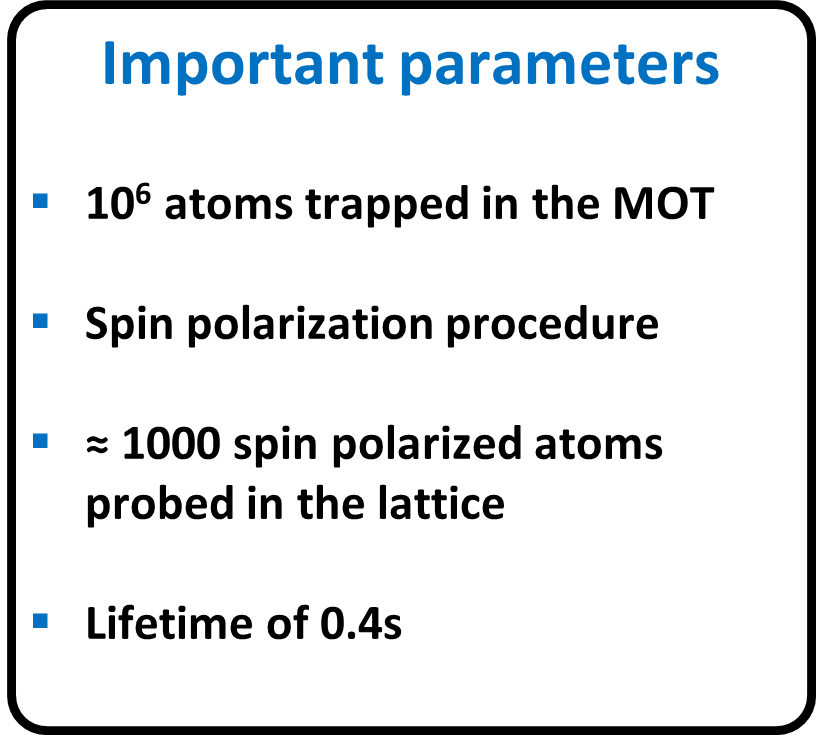 Important parameters
▪ 10⁶ atoms trapped in the MOT
▪ Spin polarization procedure
▪ ≈ 1000 spin polarized atoms
probed in the lattice
▪ Lifetime of 0.4s